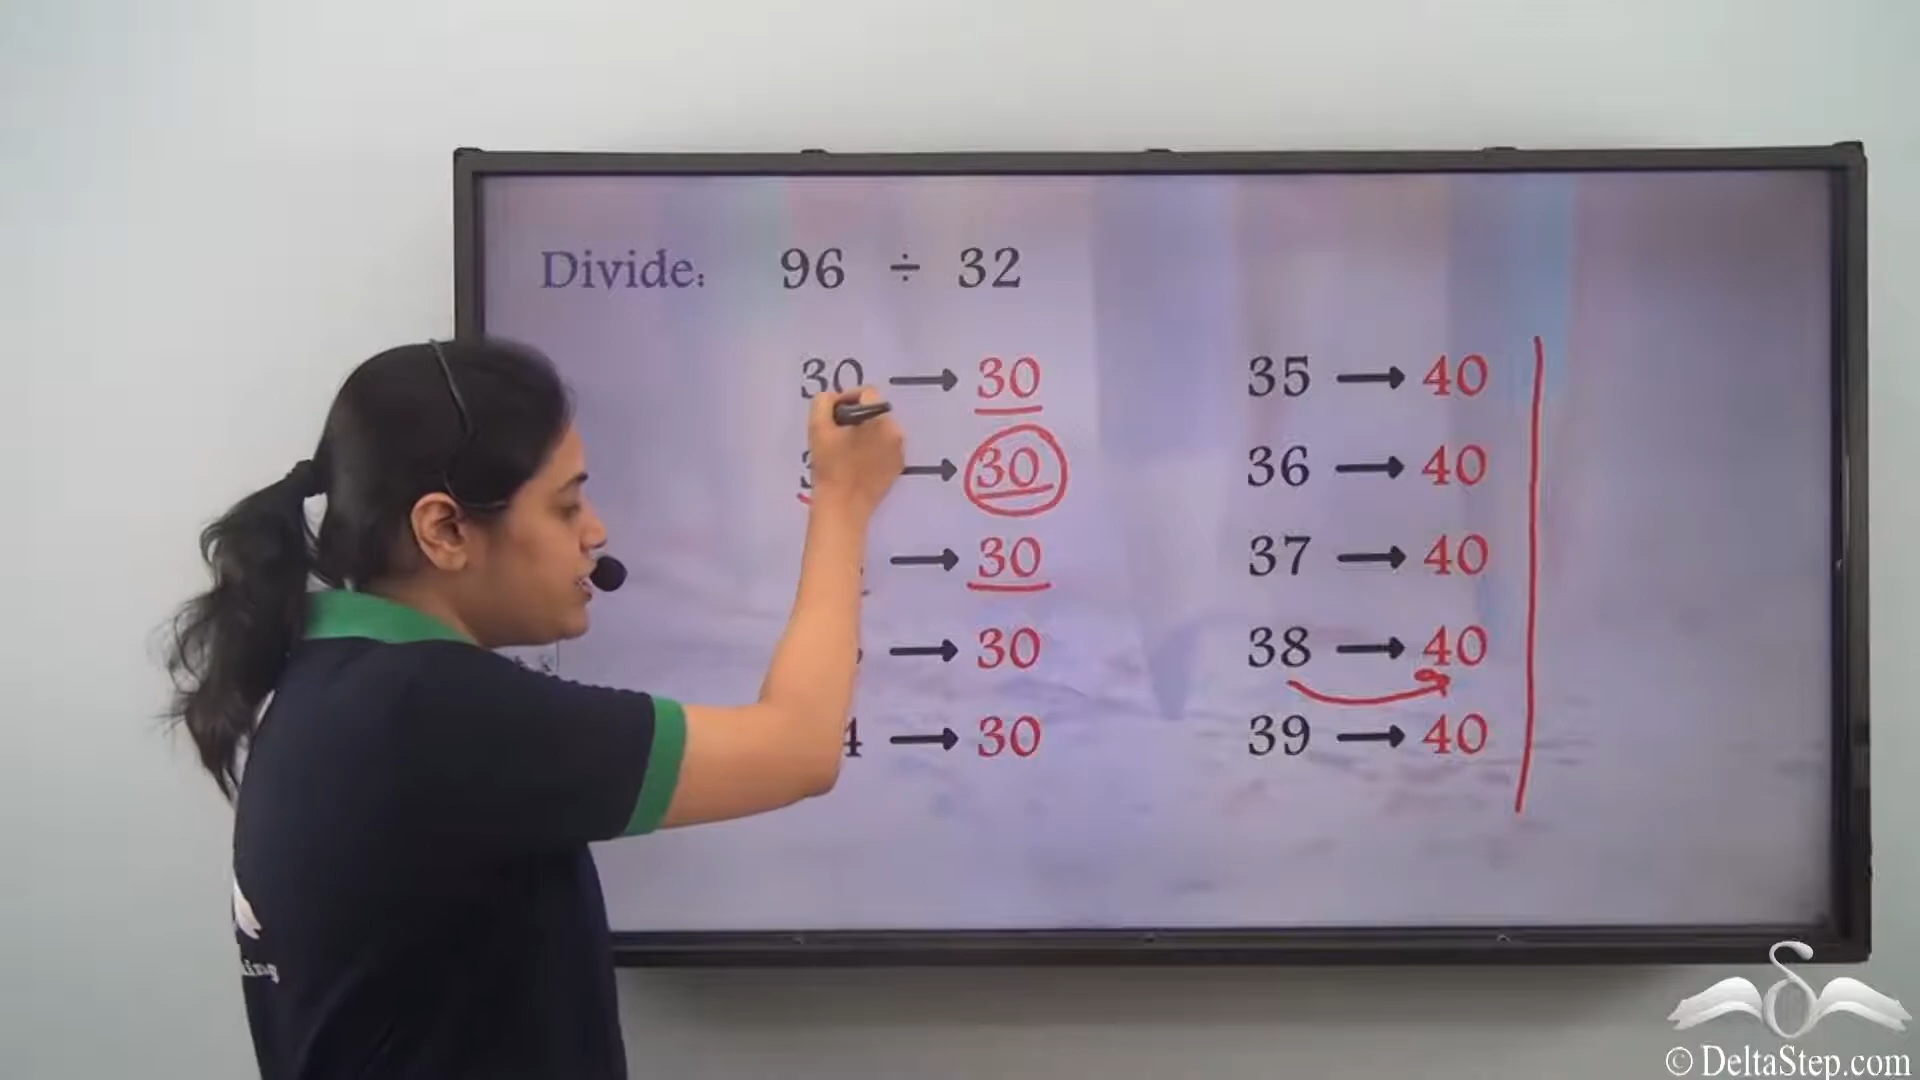 Divide: 96 ÷ 32
30 → 30 35 → 40
→ 30 36 → 40
→ 30 37 → 40
→ 30 38 → 40
4 → 30 39 → 40
© DeltaStep.com